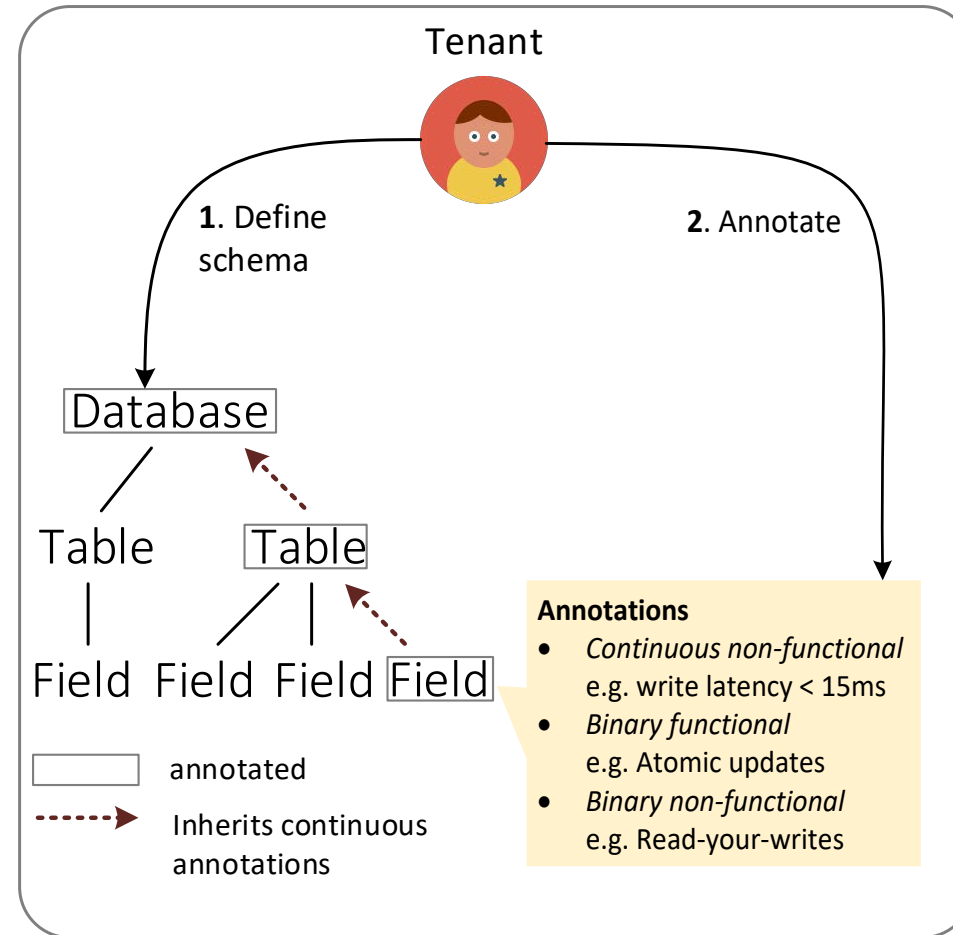 Tenant
1. Define
schema
2. Annotate
Database
Table
Table
Field
Field
Field
Field
Annotations
• Continuous non-functional
e.g. write latency < 15ms
• Binary functional
e.g. Atomic updates
• Binary non-functional
e.g. Read-your-writes
annotated
Inherits continuous
annotations